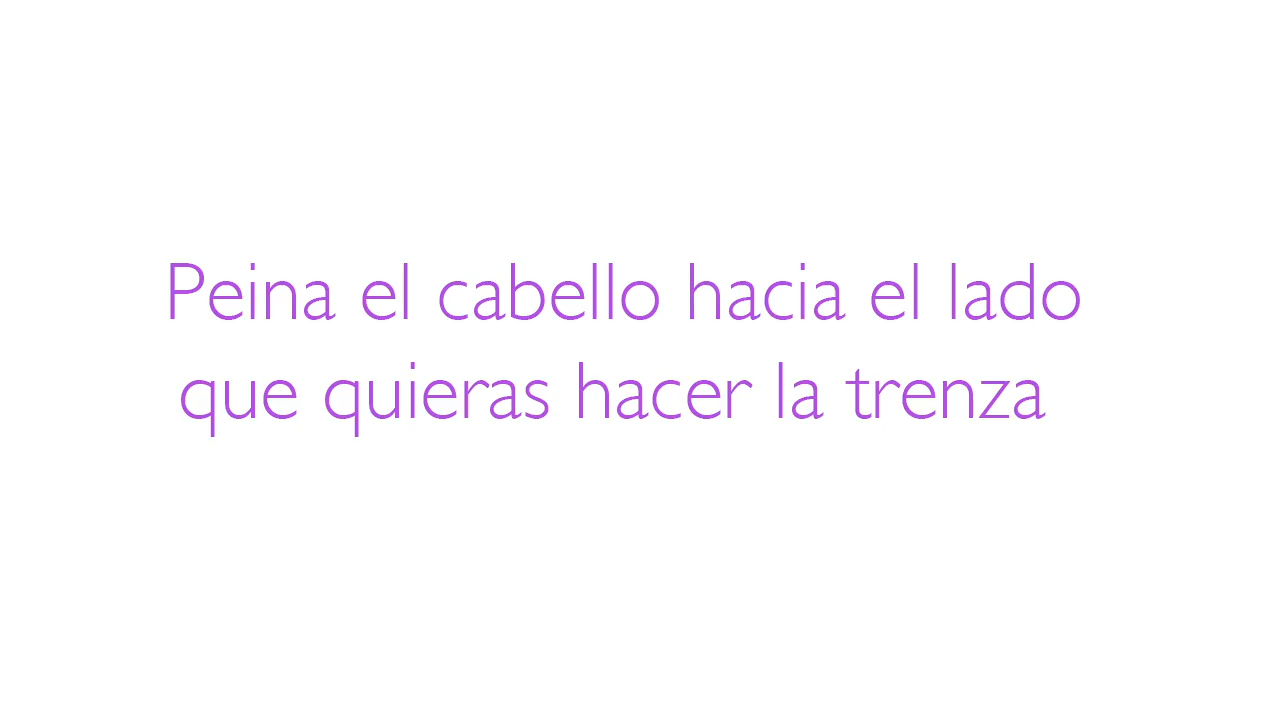 Peina el cabello hacia el lado
que quieras hacer la trenza